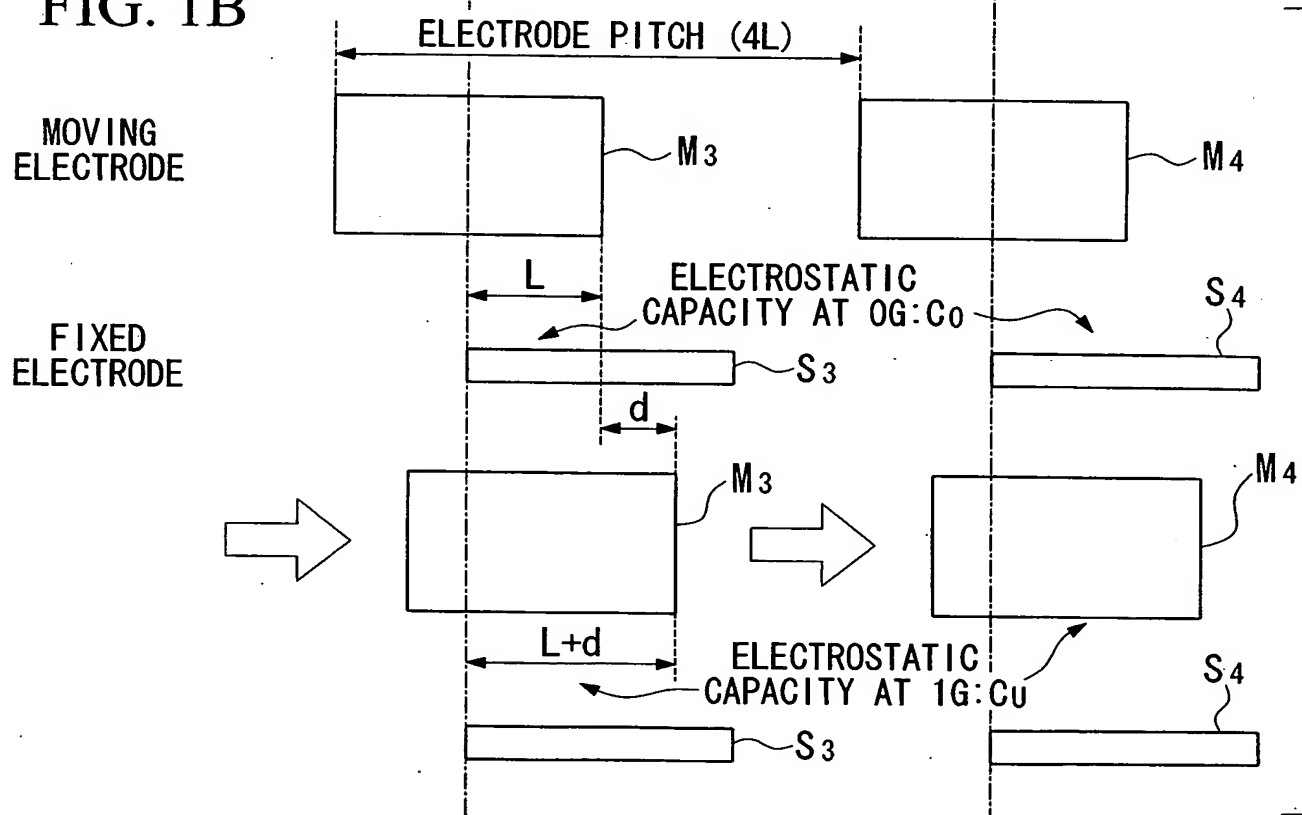 FIG. 1B
ELECTRODE PITCH (4L)
MOVING
ELECTRODE
M3
M4
L
ELECTROSTATIC
CAPACITY AT 0G:C0
S4
FIXED
ELECTRODE
S3
d
M3
M4
L+d
ELECTROSTATIC
CAPACITY AT 1G:CU
S4
S3